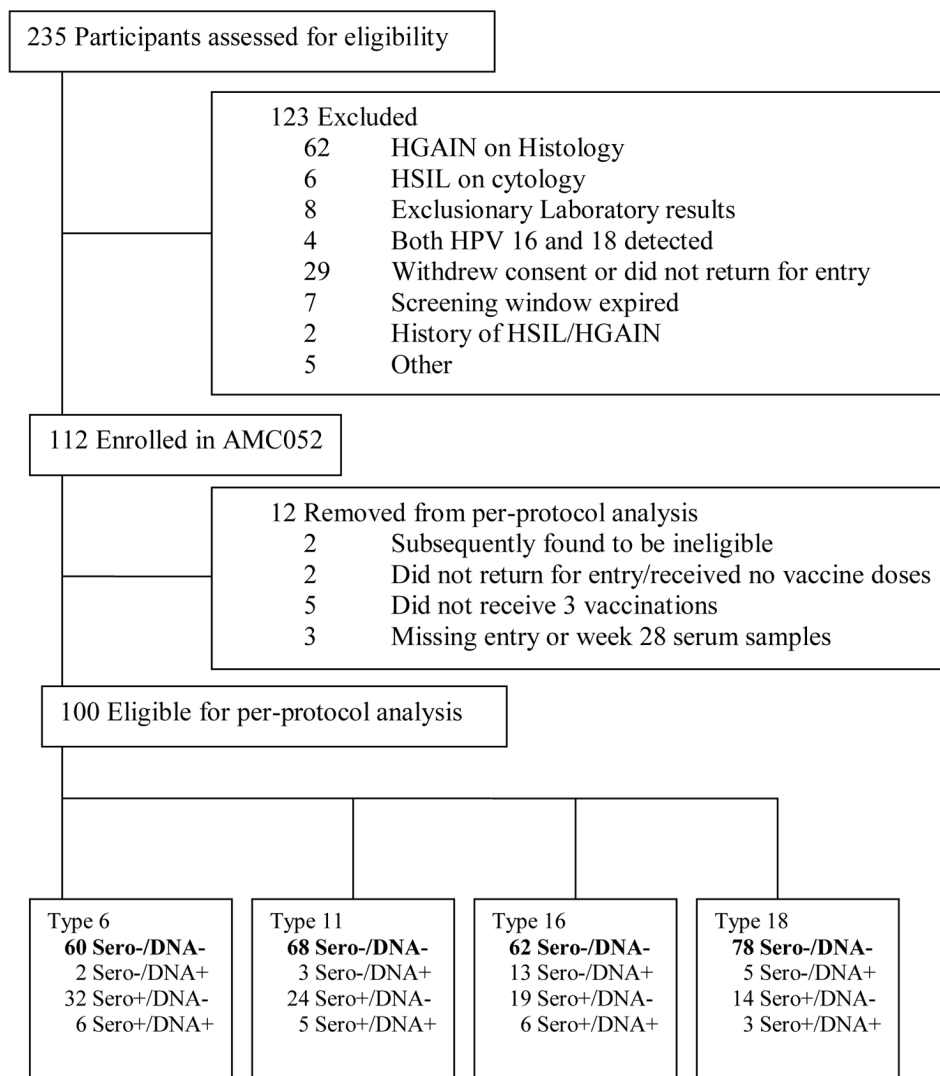 235 Participants assessed for eligibility
123 Excluded
62 HGAIN on Histology
6 HSIL on cytology
8 Exclusionary Laboratory results
4 Both HPV 16 and 18 detected
29 Withdrew consent or did not return for entry
7 Screening window expired
2 History of HSIL/HGAIN
5 Other
112 Enrolled in AMC052
12 Removed from per-protocol analysis
2 Subsequently found to be ineligible
2 Did not return for entry/received no vaccine doses
5 Did not receive 3 vaccinations
3 Missing entry or week 28 serum samples
100 Eligible for per-protocol analysis
Type 6
60 Sero-/DNA-
2 Sero-/DNA+
32 Sero+/DNA-
6 Sero+/DNA+
Type 11
68 Sero-/DNA-
3 Sero-/DNA+
24 Sero+/DNA-
5 Sero+/DNA+
Type 16
62 Sero-/DNA-
13 Sero-/DNA+
19 Sero+/DNA-
6 Sero+/DNA+
Type 18
78 Sero-/DNA-
5 Sero-/DNA+
14 Sero+/DNA-
3 Sero+/DNA+